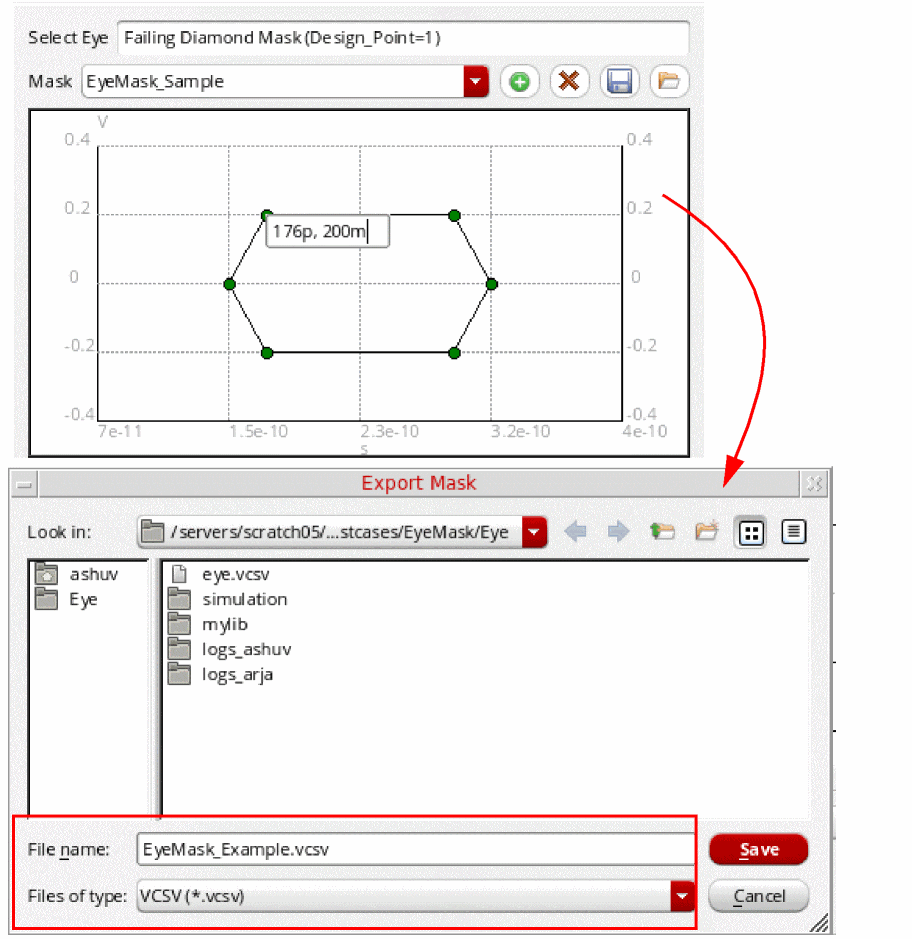 Select Eye Failing Diamond Mask(Design_Point=1)
Mask EyeMask_Sample
V
0.4 0.4
0.2 0.2
176p, 200m
0 0
-0.2 -0.2
-0.4 -0.4
7e-11 1.5e-10 2.3e-10 3.2e-10 4e-10
s
Export Mask
Look in: /servers/scratch05/...stcases/EyeMask/Eye
ashuv eye.vcsv
Eye simulation
mylib
logs_ashuv
logs_arja
File name: EyeMask_Example.vcsv Save
Files of type: VCSV (*.vcsv) Cancel